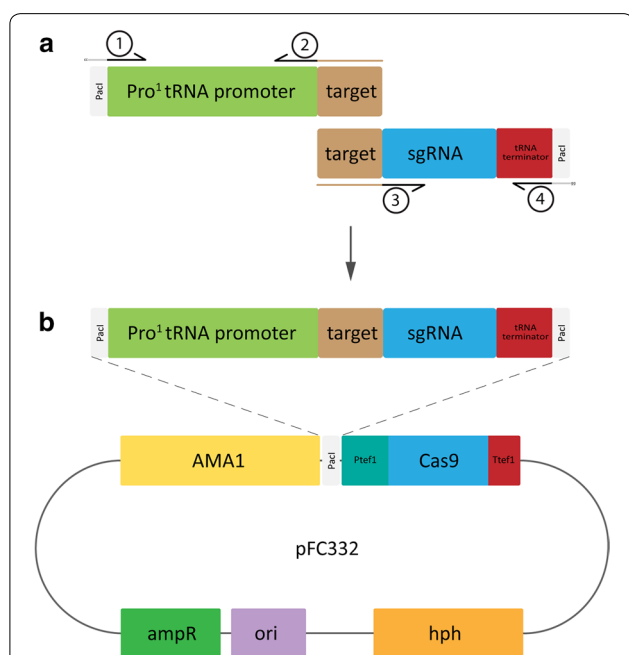 a
1
2
PacI
Pro¹ tRNA promoter
target
target
sgRNA
tRNA
terminator
PacI
3
4
b
PacI
Pro¹ tRNA promoter
target
sgRNA
tRNA
terminator
PacI
AMA1
PacI
Ptef1
Cas9
Ttef1
pFC332
ampR
ori
hph